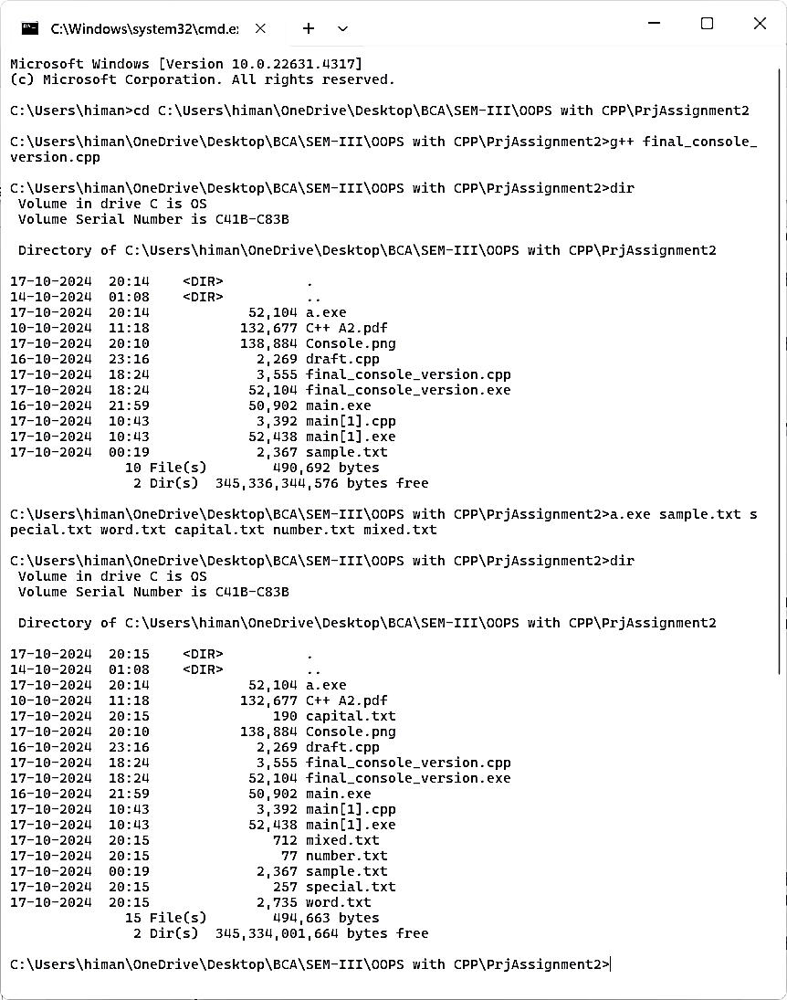 C:\Windows\system32\cmd.e
Microsoft Windows [Version 10.0.22631.4317]
(c) Microsoft Corporation. All rights reserved.
C:\Users\himan>cd C:\Users\himan\OneDrive\Desktop\BCA\SEM-III\OOPS with CPP\PrjAssignment2
C:\Users\himan\OneDrive\Desktop\BCA\SEM-III\OOPS with CPP\PrjAssignment2>g++ final_console_
version.cpp
C:\Users\himan\OneDrive\Desktop\BCA\SEM-III\OOPS with CPP\PrjAssignment2>dir
 Volume in drive C is OS
 Volume Serial Number is C41B-C83B
 Directory of C:\Users\himan\OneDrive\Desktop\BCA\SEM-III\OOPS with CPP\PrjAssignment2
17-10-2024  20:14    <DIR>          .
14-10-2024  01:08    <DIR>          ..
17-10-2024  20:14            52,104 a.exe
10-10-2024  11:18           132,677 C++ A2.pdf
17-10-2024  20:10           138,884 Console.png
16-10-2024  23:16             2,269 draft.cpp
17-10-2024  18:24             3,555 final_console_version.cpp
17-10-2024  18:24            52,104 final_console_version.exe
16-10-2024  21:59            50,902 main.exe
17-10-2024  10:43             3,392 main[1].cpp
17-10-2024  10:43            52,438 main[1].exe
17-10-2024  00:19             2,367 sample.txt
              10 File(s)        490,692 bytes
               2 Dir(s)  345,336,344,576 bytes free
C:\Users\himan\OneDrive\Desktop\BCA\SEM-III\OOPS with CPP\PrjAssignment2>a.exe sample.txt s
pecial.txt word.txt capital.txt number.txt mixed.txt
C:\Users\himan\OneDrive\Desktop\BCA\SEM-III\OOPS with CPP\PrjAssignment2>dir
 Volume in drive C is OS
 Volume Serial Number is C41B-C83B
 Directory of C:\Users\himan\OneDrive\Desktop\BCA\SEM-III\OOPS with CPP\PrjAssignment2
17-10-2024  20:15    <DIR>          .
14-10-2024  01:08    <DIR>          ..
17-10-2024  20:14            52,104 a.exe
10-10-2024  11:18           132,677 C++ A2.pdf
17-10-2024  20:15               190 capital.txt
17-10-2024  20:10           138,884 Console.png
16-10-2024  23:16             2,269 draft.cpp
17-10-2024  18:24             3,555 final_console_version.cpp
17-10-2024  18:24            52,104 final_console_version.exe
16-10-2024  21:59            50,902 main.exe
17-10-2024  10:43             3,392 main[1].cpp
17-10-2024  10:43            52,438 main[1].exe
17-10-2024  20:15               712 mixed.txt
17-10-2024  20:15                77 number.txt
17-10-2024  00:19             2,367 sample.txt
17-10-2024  20:15               257 special.txt
17-10-2024  20:15             2,735 word.txt
              15 File(s)        494,663 bytes
               2 Dir(s)  345,334,001,664 bytes free
C:\Users\himan\OneDrive\Desktop\BCA\SEM-III\OOPS with CPP\PrjAssignment2>